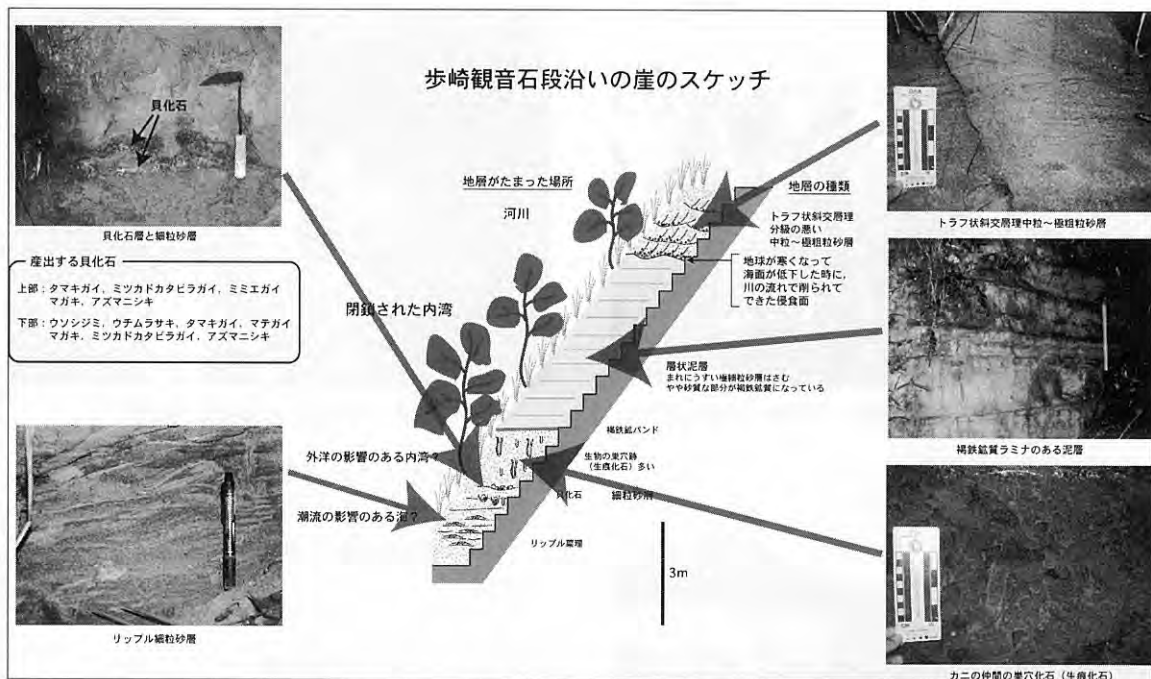 歩崎観音石段沿いの崖のスケッチ
貝化石
貝化石層と細粒砂層
産出する貝化石
上部：タマキガイ，ミツカドカタビラガイ，ミミエガイ
マガキ，アズマニシキ
下部：ウソシジミ，ウチムラサキ，タマキガイ，マテガイ
マガキ，ミツカドカタビラガイ，アズマニシキ
リップル細粒砂層
地層がたまった場所
河川
閉鎖された内湾
外洋の影響のある内湾？
潮流の影響のある海？
地層の種類
トラフ状斜交層理
分級の悪い
中粒〜極粗粒砂層
地球が寒くなって
海面が低下した時に，
川の流れで削られて
できた侵食面
層状泥層
まれにうすい極細粒砂層はさむ
やや砂質な部分が褐鉄鉱質になっている
褐鉄鉱バンド
生物の巣穴跡
（生痕化石）多い
貝化石
細粒砂層
リップル葉理
3m
トラフ状斜交層理中粒〜極粗粒砂層
褐鉄鉱質ラミナのある泥層
カニの仲間の巣穴化石（生痕化石）